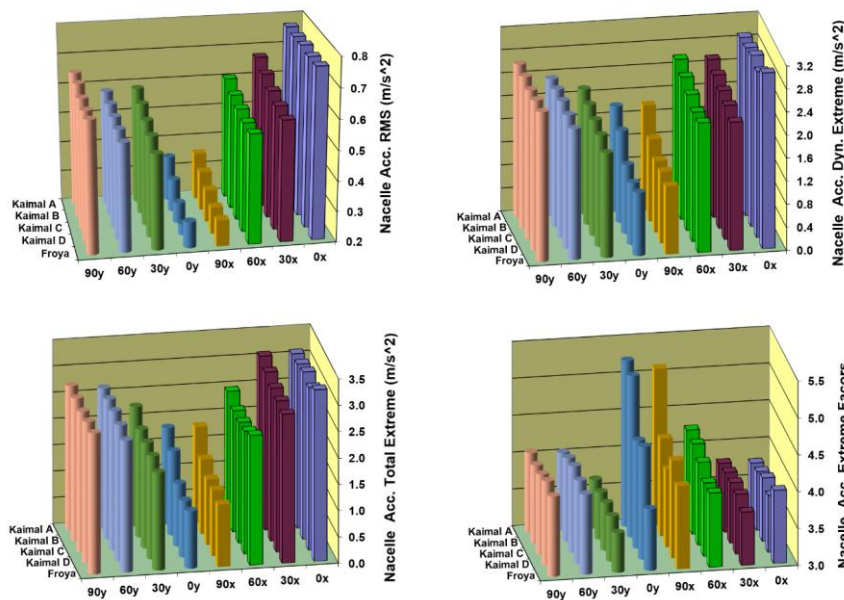 0.8
0.7
0.6
0.5
0.4
0.3
0.2
Nacelle Acc. RMS (m/s^2)
Kaimal A
Kaimal B
Kaimal C
Kaimal D
Froya
90y 60y 30y 0y 90x 60x 30x 0x
3.2
2.8
2.4
2.0
1.6
1.2
0.8
0.4
0.0
Nacelle Acc. Dyn. Extreme (m/s^2)
Kaimal A
Kaimal B
Kaimal C
Kaimal D
Froya
90y 60y 30y 0y 90x 60x 30x 0x
3.5
3.0
2.5
2.0
1.5
1.0
0.5
0.0
Nacelle Acc. Total Extreme (m/s^2)
Kaimal A
Kaimal B
Kaimal C
Kaimal D
Froya
90y 60y 30y 0y 90x 60x 30x 0x
5.5
5.0
4.5
4.0
3.5
3.0
Nacelle Acc. Extreme Facors
Kaimal A
Kaimal B
Kaimal C
Kaimal D
Froya
90y 60y 30y 0y 90x 60x 30x 0x